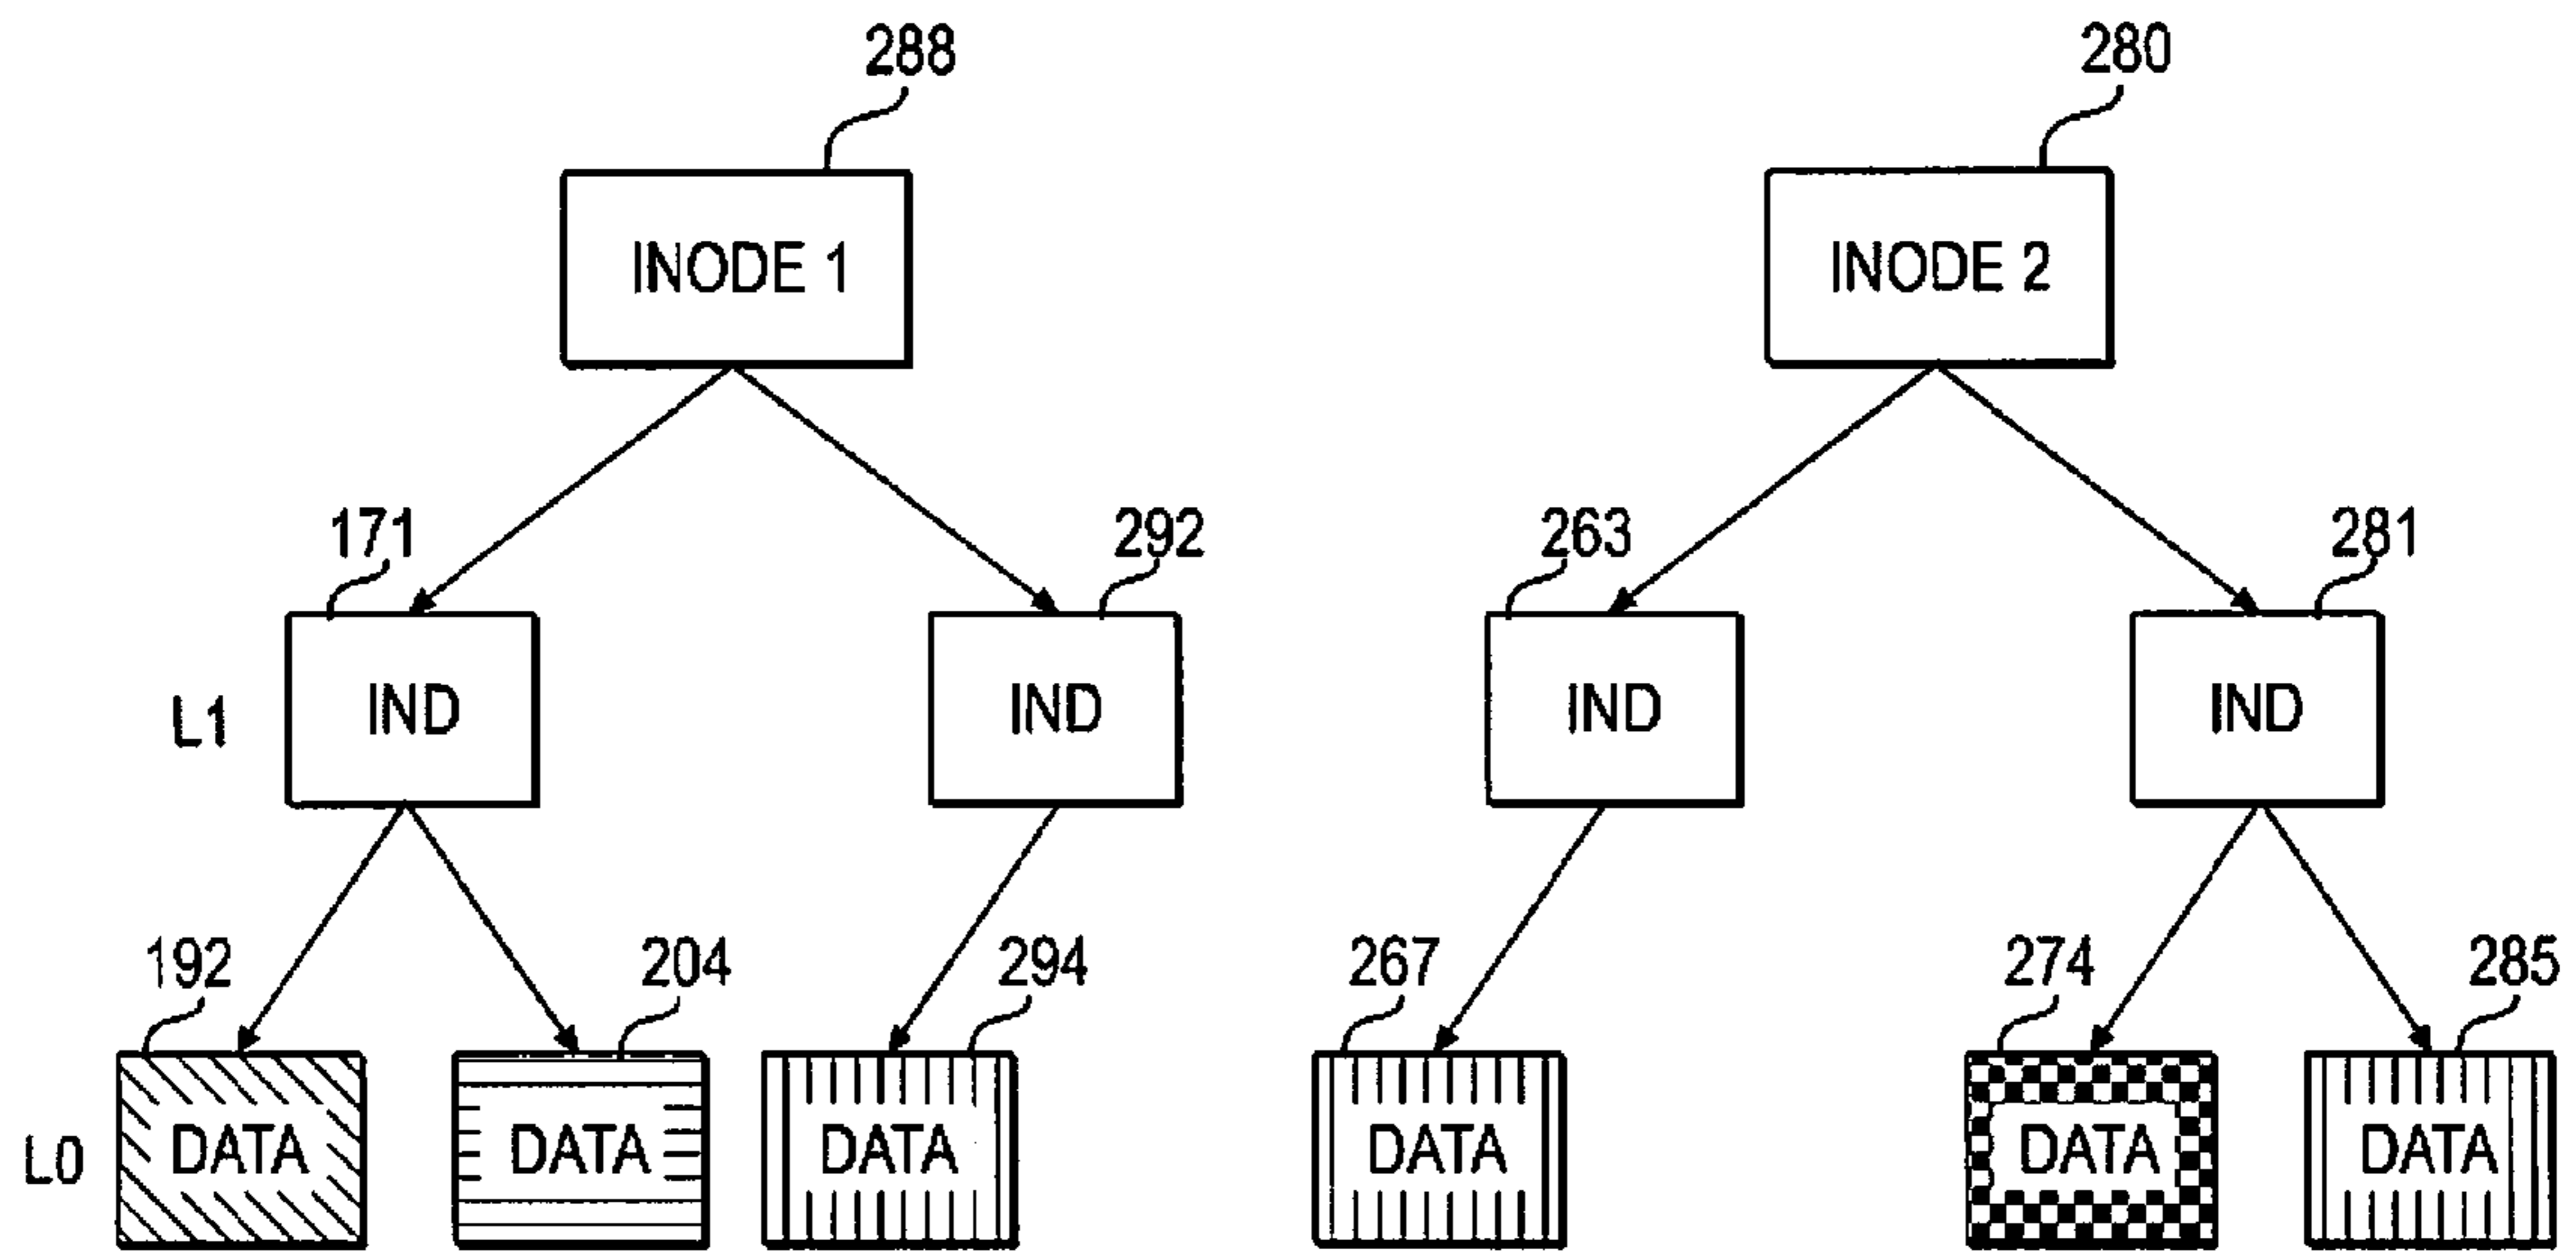 288 280
INODE 1 INODE 2
171 292 263 281
L1 IND IND IND IND
192 204 294 267 274 285
L0 DATA DATA DATA DATA DATA DATA